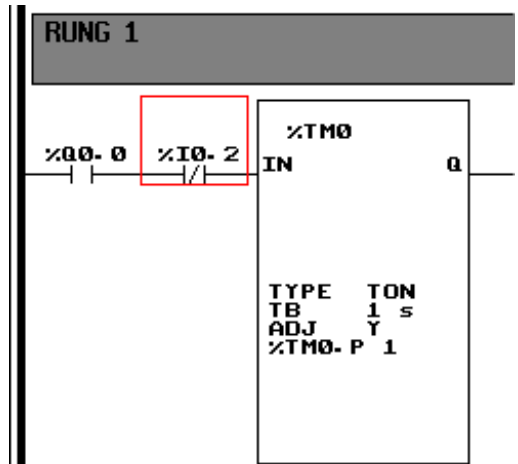 RUNG 1
%TM0
%Q0.0 %I0.2
IN Q
TYPE TON
TB 1 s
ADJ Y
%TM0.P 1